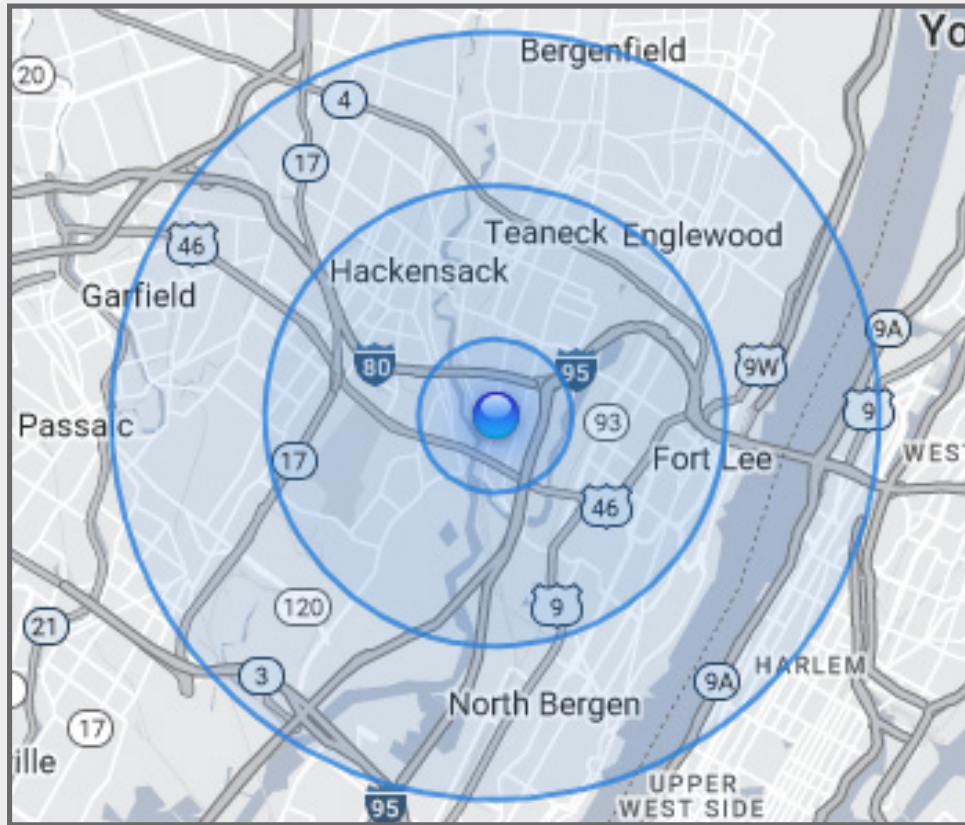 Yo
Bergenfield
20
4
17
Teaneck
Englewood
46
Hackensack
Garfield
9A
80
95
9W
9
93
Passaic
WEST
17
Fort Lee
46
120
9
21
3
HARLEM
9A
North Bergen
17
ille
UPPER
WEST SIDE
95